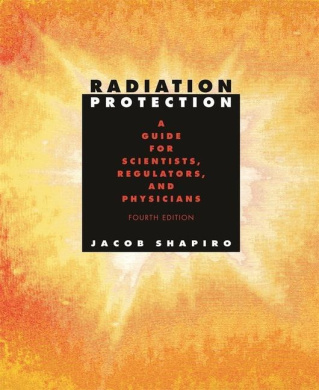 RADIATION
PROTECTION
A
GUIDE
FOR
SCIENTISTS,
REGULATORS,
AND
PHYSICIANS
FOURTH EDITION
JACOB SHAPIRO